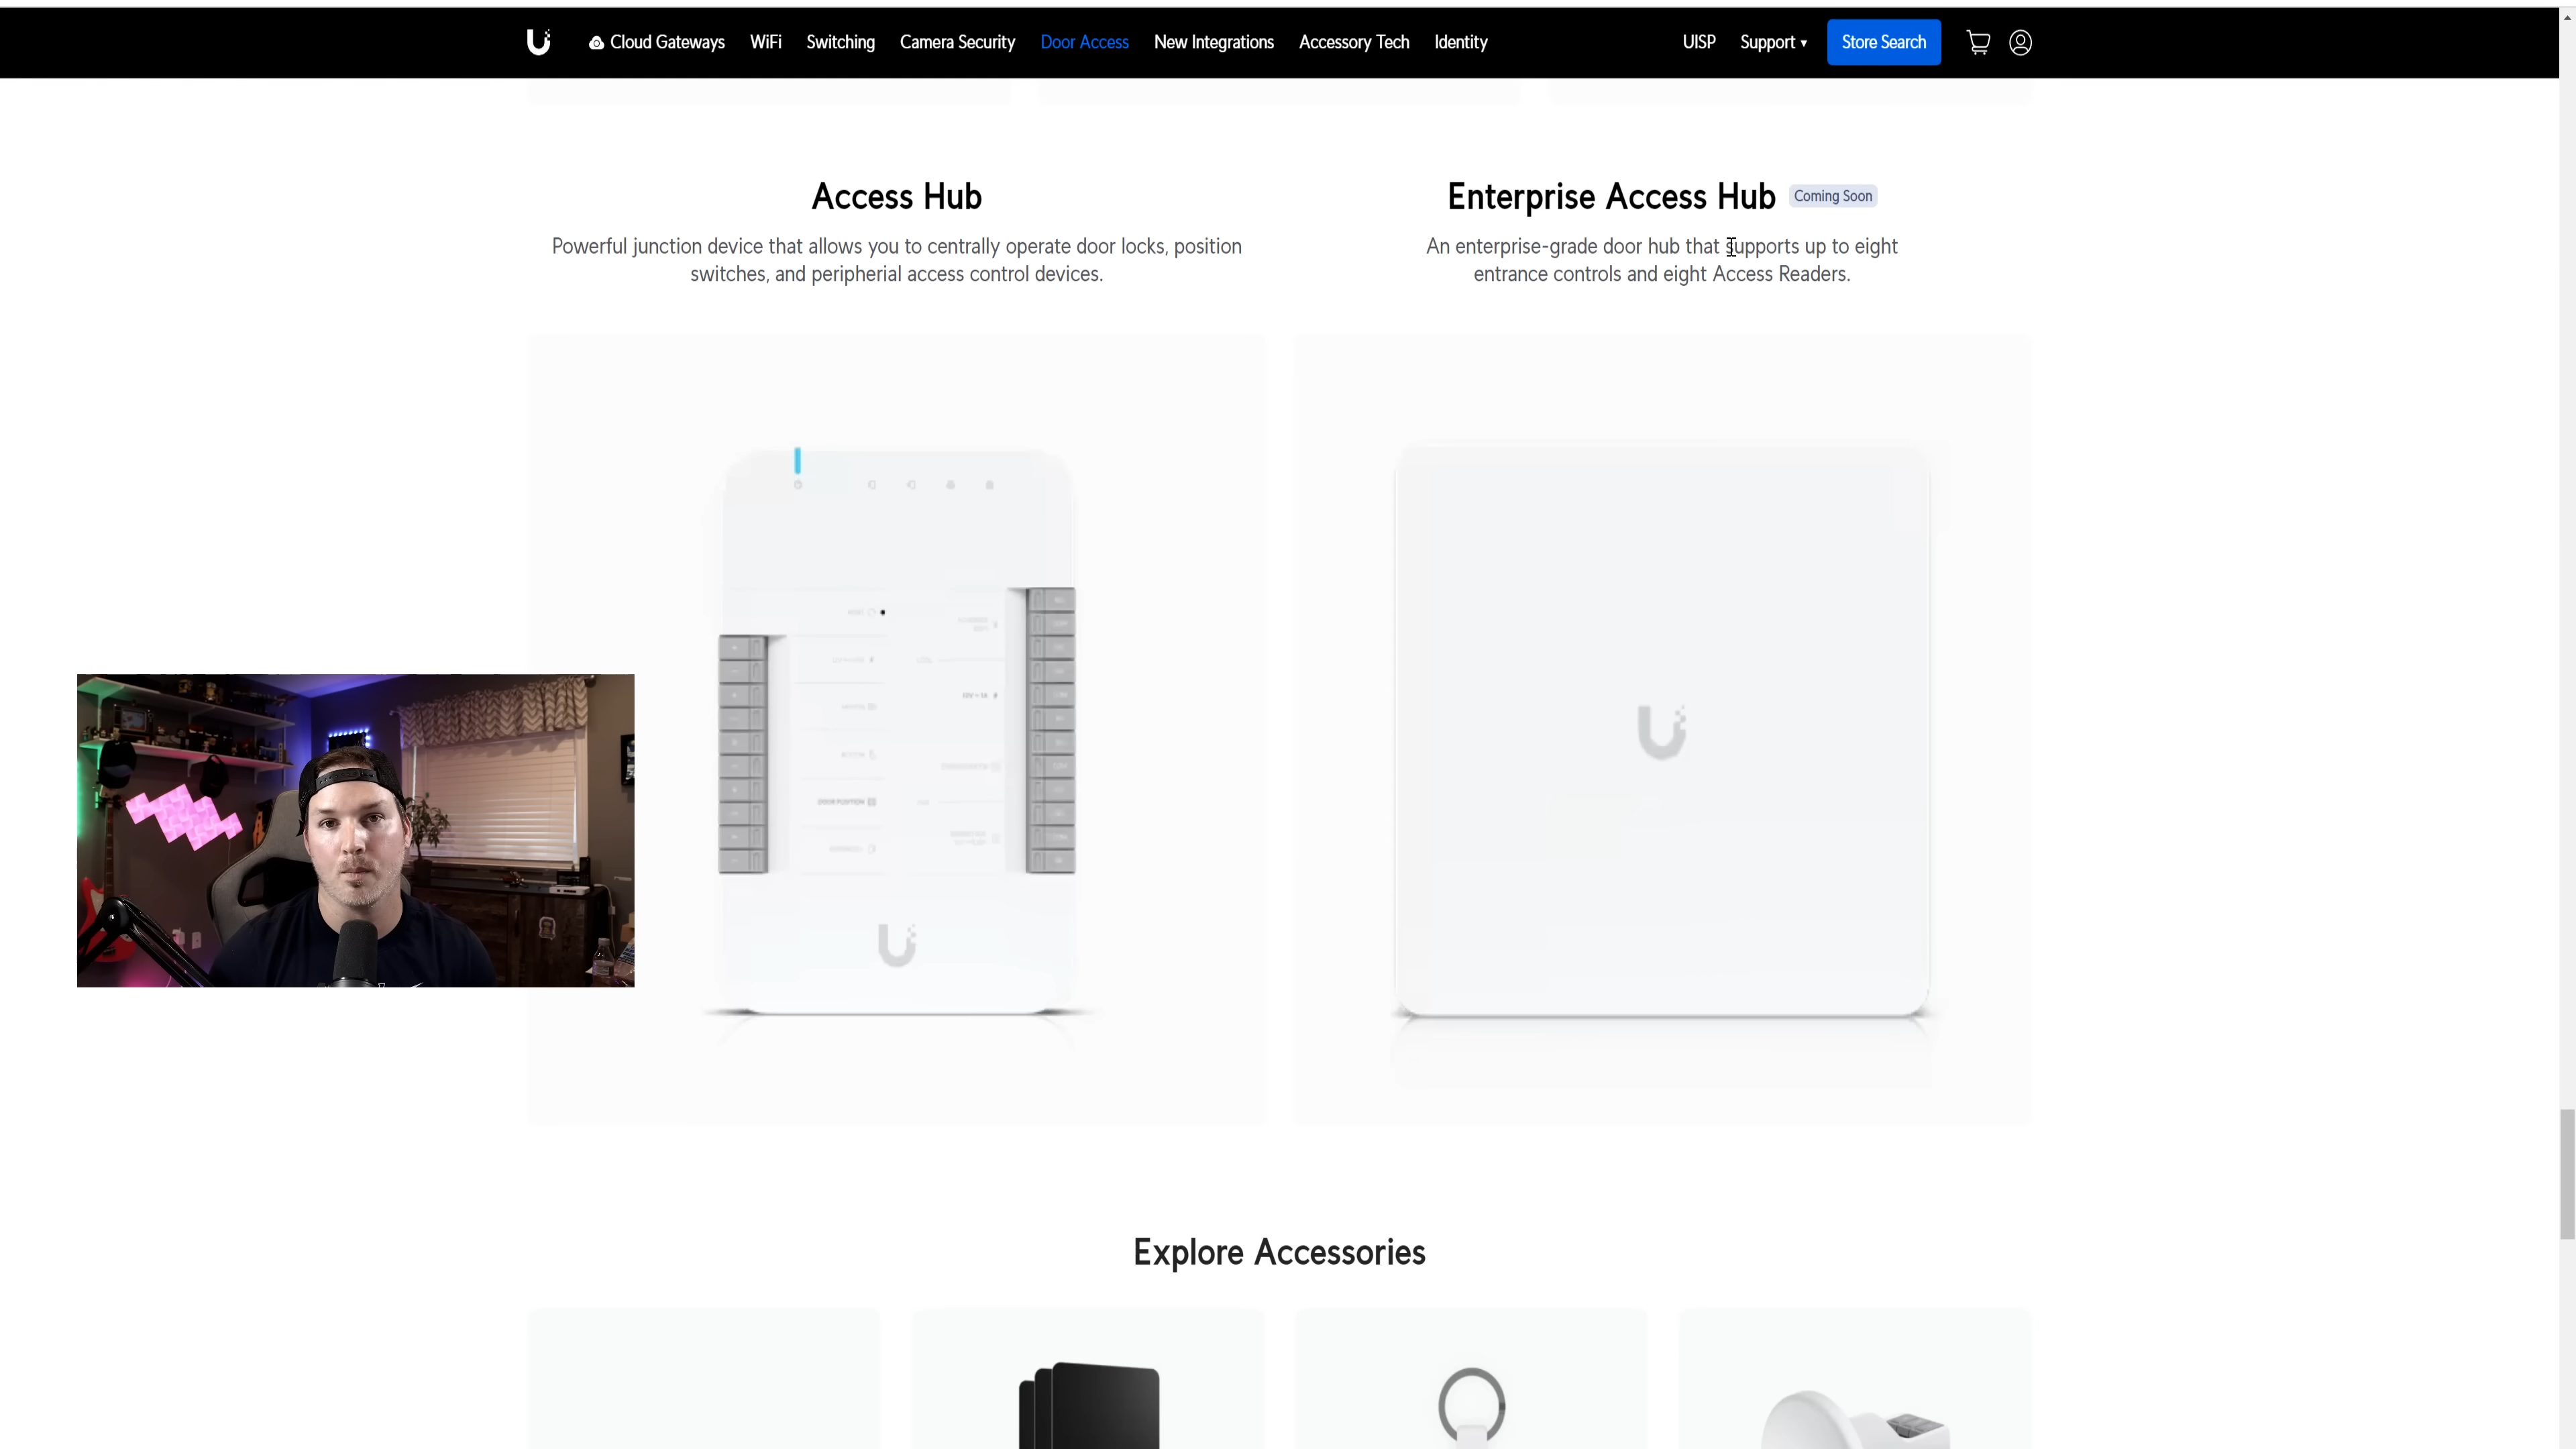 Cloud Gateways WiFi Switching Camera Security Door Access New Integrations Accessory Tech Identity UISP Support ▾ Store Search
Access Hub
Powerful junction device that allows you to centrally operate door locks, position
switches, and peripherial access control devices.
Enterprise Access Hub Coming Soon
An enterprise-grade door hub that supports up to eight
entrance controls and eight Access Readers.
DOOR POSITION
Explore Accessories